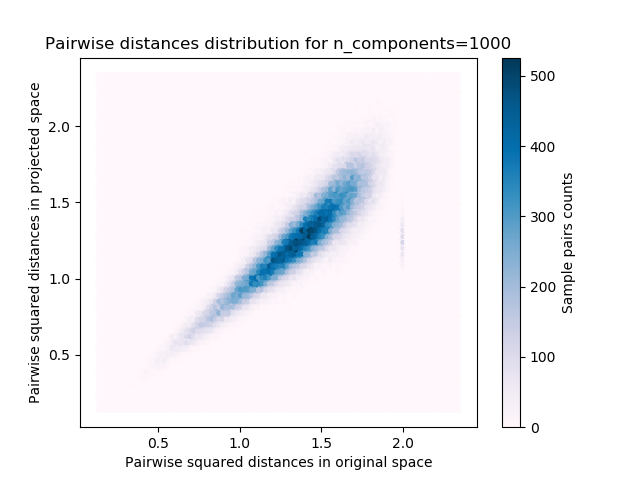 Pairwise distances distribution for n_components=1000
Pairwise squared distances in projected space
2.0
1.5
1.0
0.5
0.5 1.0 1.5 2.0
Pairwise squared distances in original space
500
400
300
200
100
0
Sample pairs counts